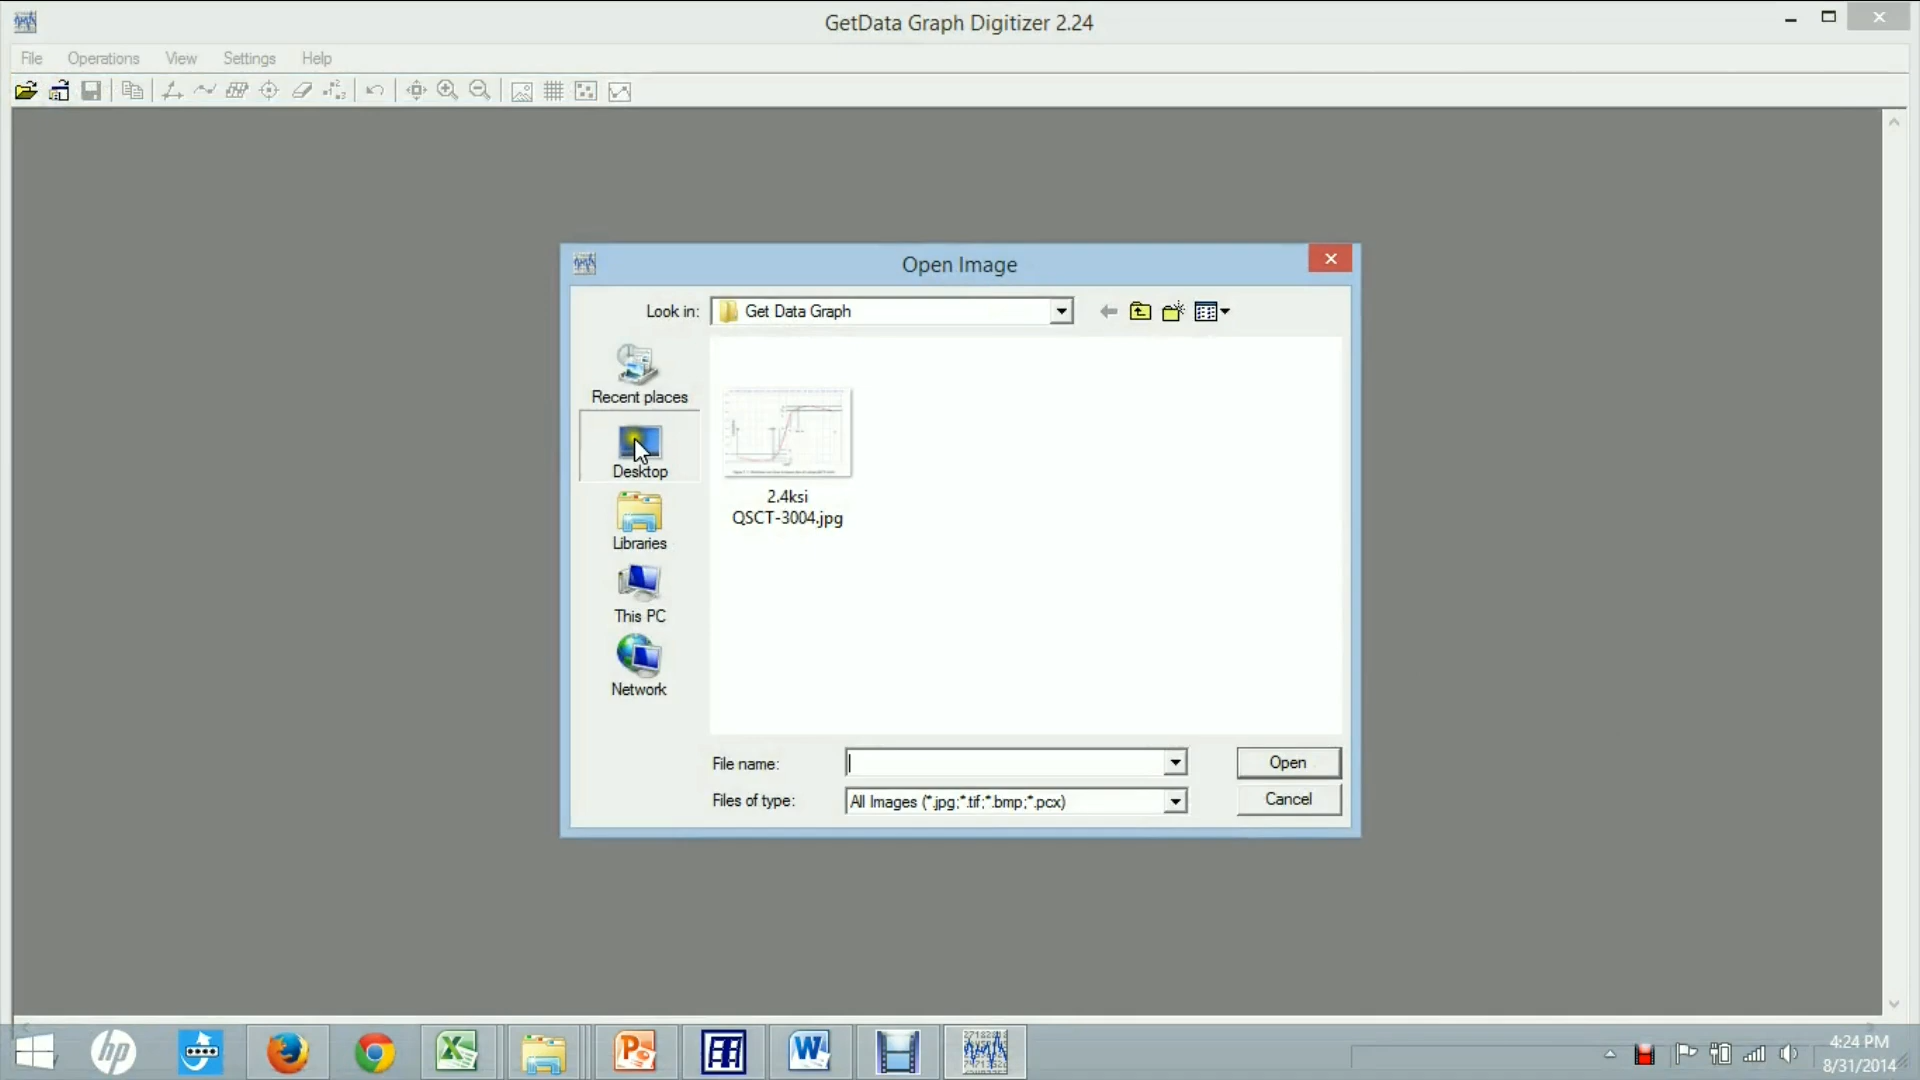 GetData Graph Digitizer 2.24
File Operations View Settings Help
Open Image
Look in: Get Data Graph
Recent places
Desktop
Libraries
This PC
Network
2.4ksi
QSCT-3004.jpg
File name:
Open
Files of type: All Images (*.jpg;*.tif;*.bmp;*.pcx)
Cancel
4:24 PM
8/31/2014